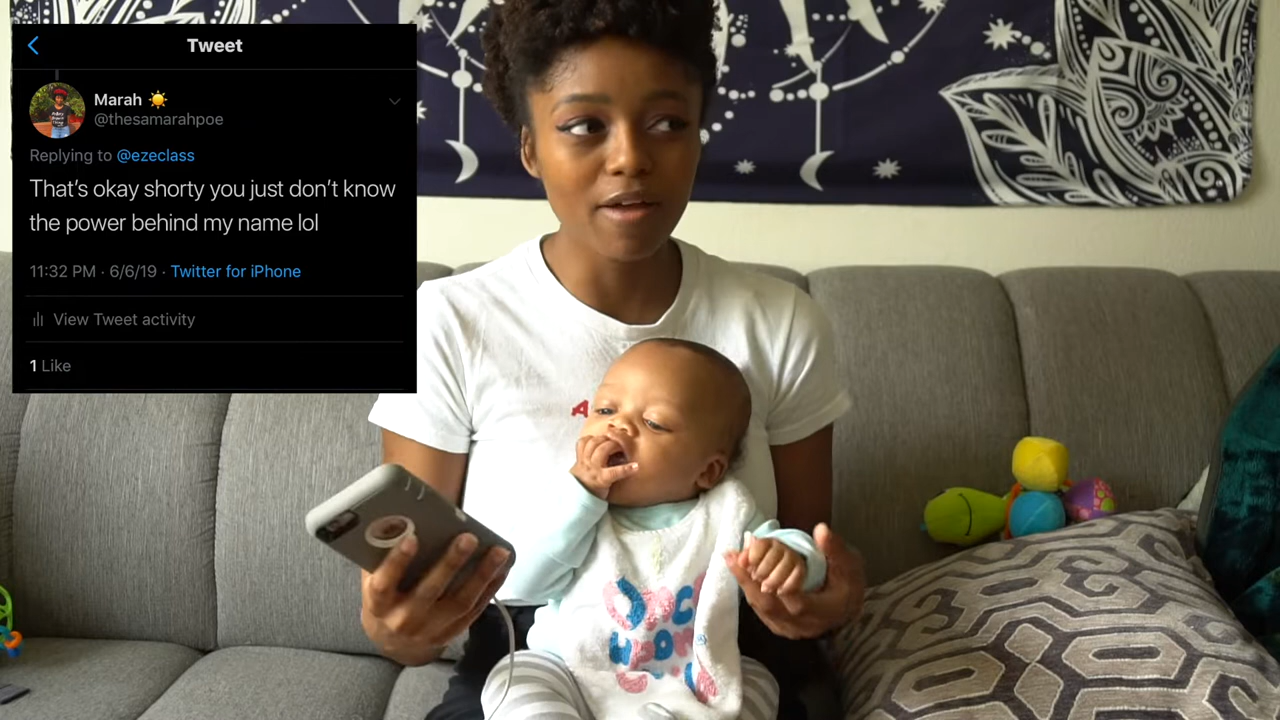 Tweet
Marah ☀️
@thesamarahpoe
Replying to @ezeclass
That’s okay shorty you just don’t know
the power behind my name lol
11:32 PM · 6/6/19 · Twitter for iPhone
View Tweet activity
1 Like